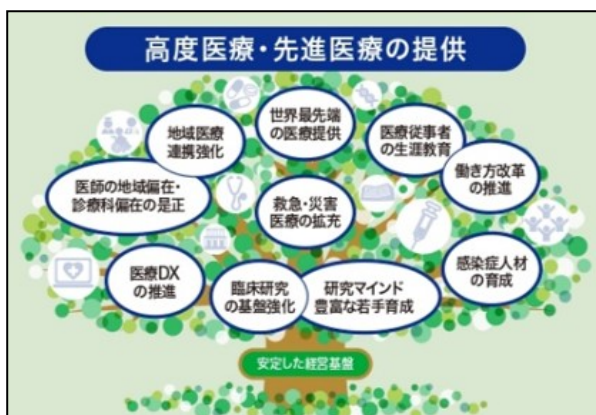 高度医療・先進医療の提供
世界最先端
の医療提供
地域医療
連携強化
医療従事者
の生涯教育
医師の地域偏在・
診療科偏在の是正
救急・災害
医療の拡充
働き方改革
の推進
医療DX
の推進
臨床研究
の基盤強化
研究マインド
豊富な若手育成
感染症人材
の育成
安定した経営基盤